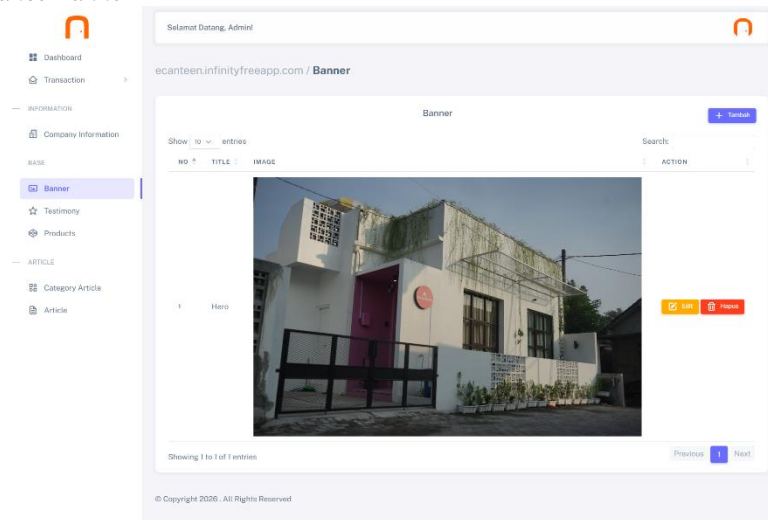 Selamat Datang, Admin!
Dashboard
Transaction
INFORMATION
Company Information
BASE
Banner
Testimony
Products
ARTICLE
Category Article
Article
ecanteen.infinityfreeapp.com / Banner
Banner
+ Tambah
Show 10 entries
Search:
NO TITLE IMAGE ACTION
1 Hero Edit Hapus
Showing 1 to 1 of 1 entries
Previous 1 Next
© Copyright 2026 . All Rights Reserved